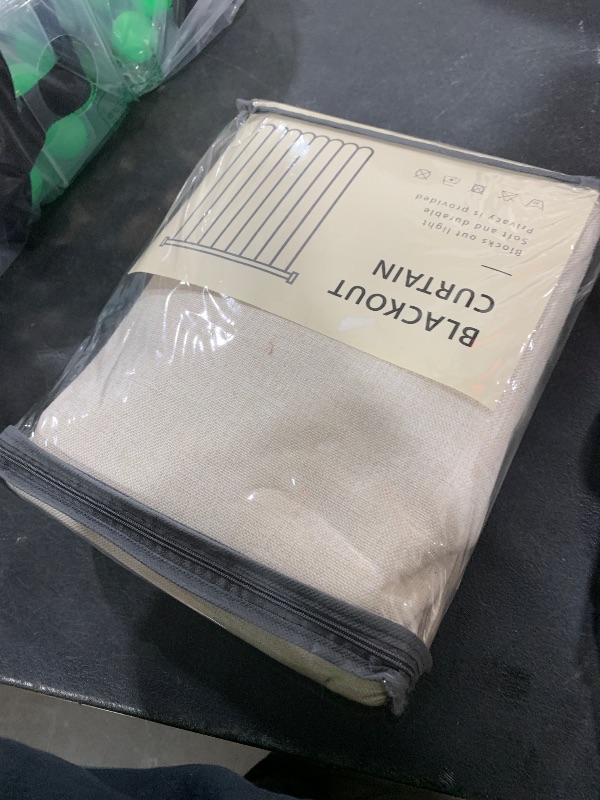 BLACKOUT
CURTAIN
Blocks out light
Soft and durable
Privacy is provided